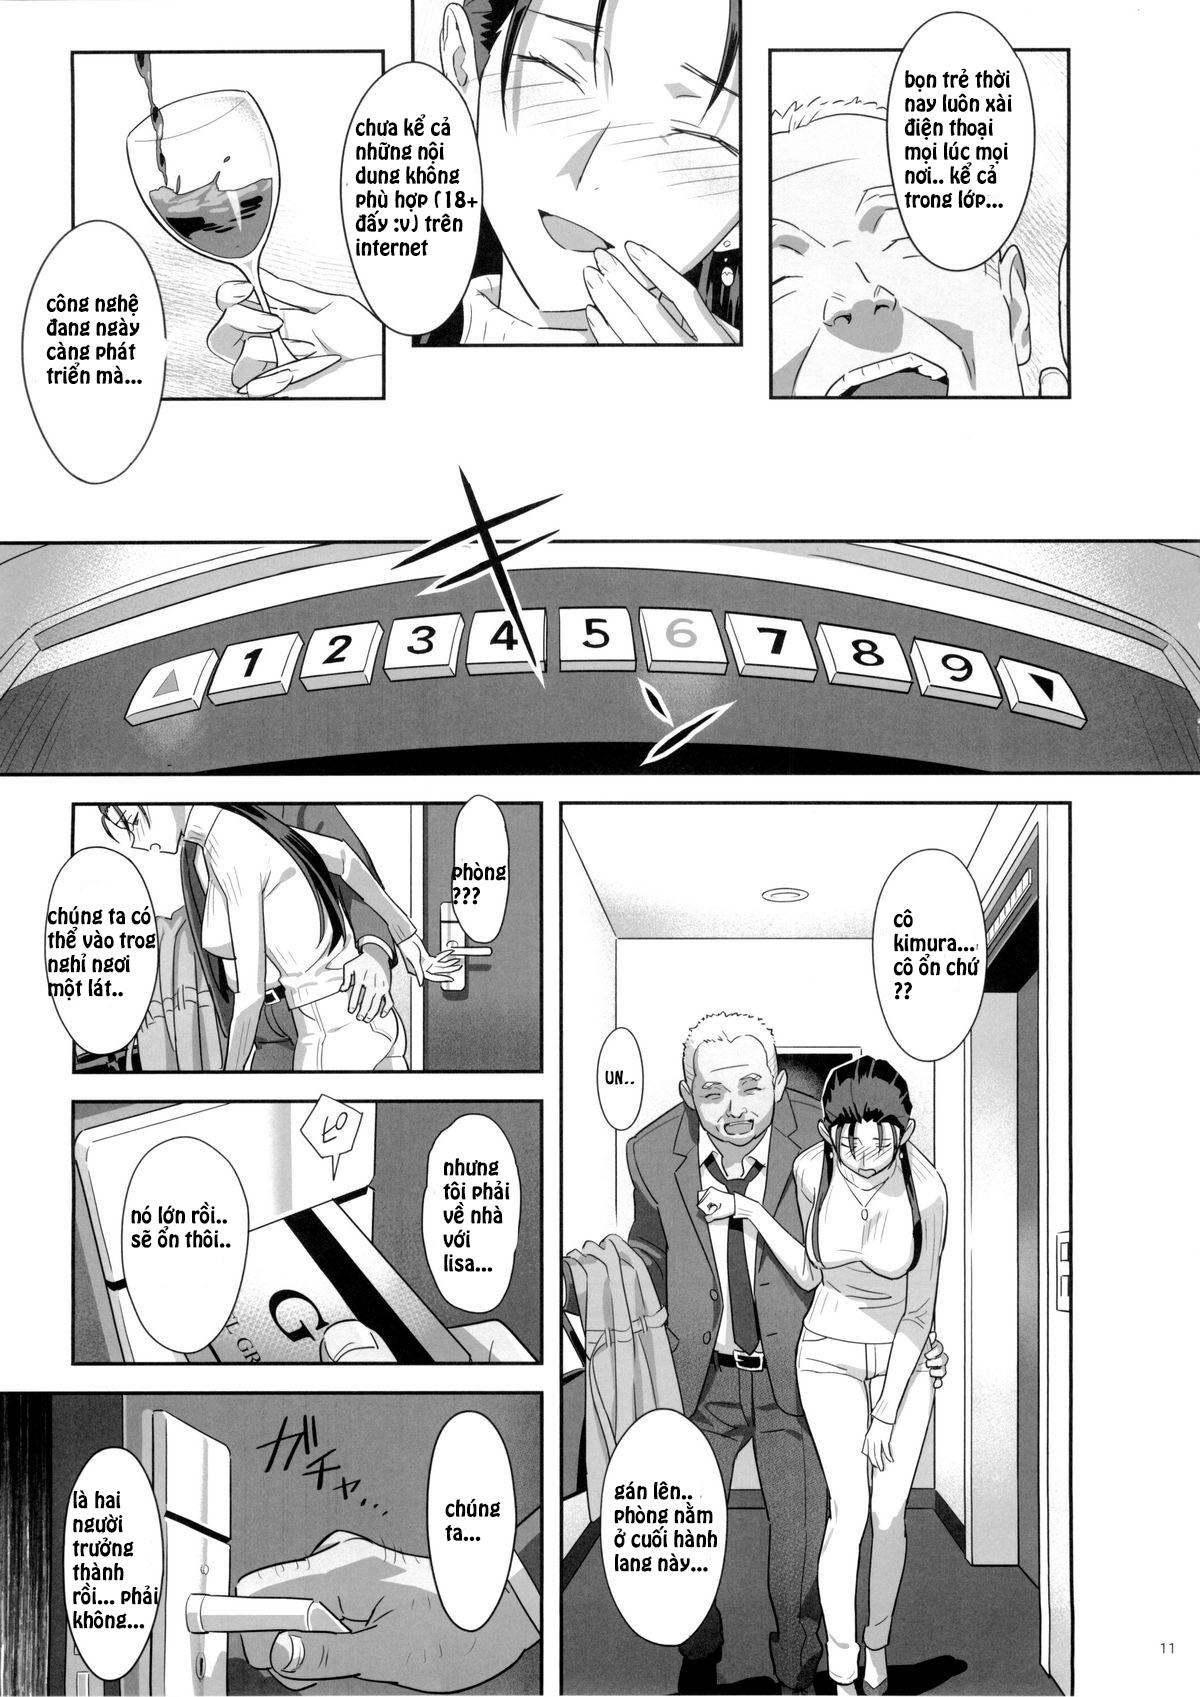 bọn trẻ thời
nay luôn xài
điện thoại
mọi lúc mọi
nơi.. kể cả
trong lớp...
chưa kể cả
những nội
dung không
phù hợp (18+
đấy :v) trên
internet
công nghệ
đang ngày
càng phát
triển mà...
1 2 3 4 5 6 7 8 9
cô
kimura...
cô ổn chứ
??
UN..
gán lên..
phòng nằm
ở cuối hành
lang này...
phòng
???
chúng ta có
thể vào trog
nghỉ ngơi
một lát..
nhưng
tôi phải
về nhà
với
lisa...
nó lớn rồi..
sẽ ổn thôi..
G
L GR
chúng
ta...
ガチャ...
là hai
người
trưởng
thành
rồi... phải
không...
11